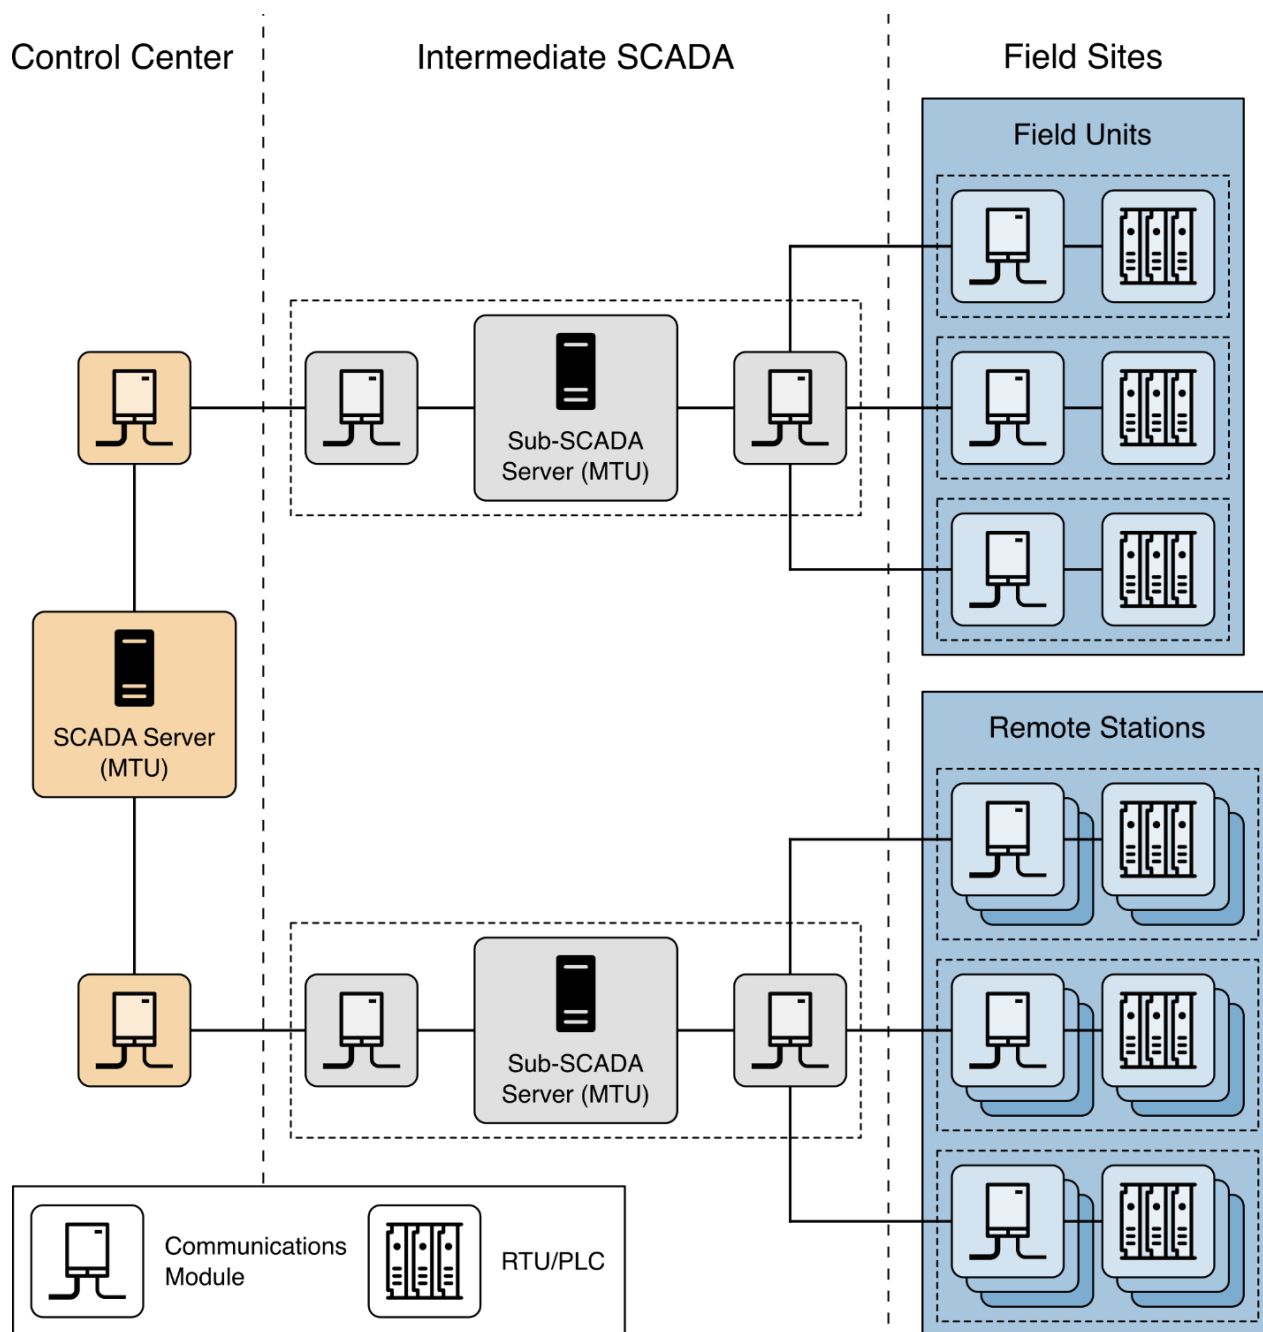 Control Center
Intermediate SCADA
Field Sites
Field Units
Sub-SCADA
Server (MTU)
SCADA Server
(MTU)
Remote Stations
Sub-SCADA
Server (MTU)
Communications
Module
RTU/PLC